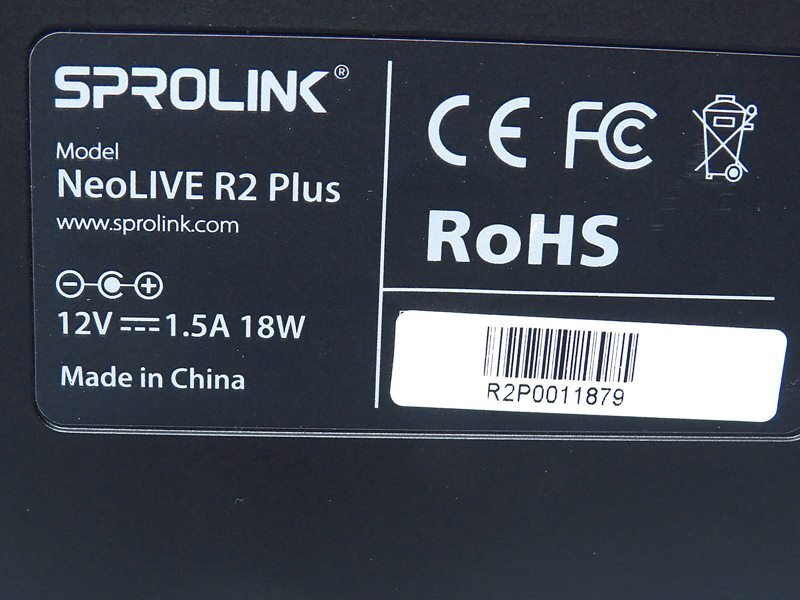 SPROLINK®
Model
NeoLIVE R2 Plus
www.sprolink.com
12V⎓1.5A 18W
Made in China
CE FC
RoHS
R2P0011879